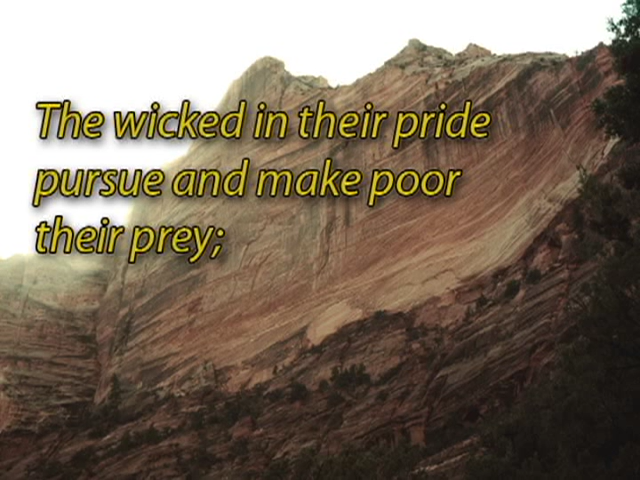 The wicked in their pride
pursue and make poor
their prey;